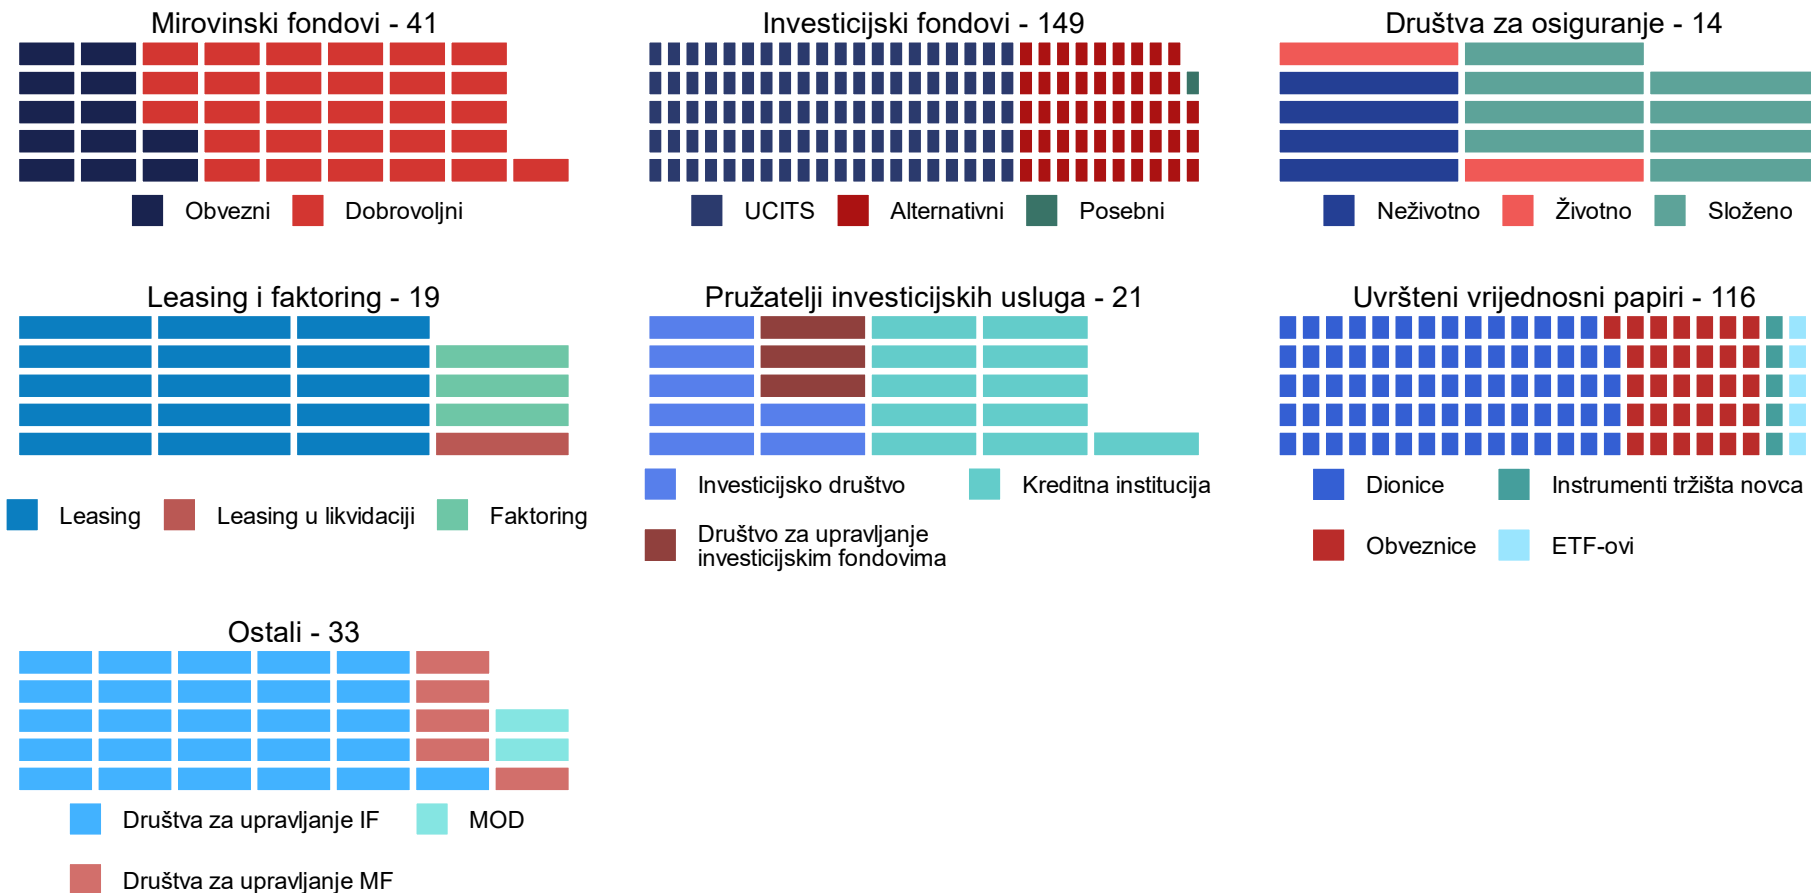 Mirovinski fondovi - 41
Obvezni
Dobrovoljni
Investicijski fondovi - 149
UCITS
Alternativni
Posebni
Društva za osiguranje - 14
Neživotno
Životno
Složeno
Leasing i faktoring - 19
Leasing
Leasing u likvidaciji
Faktoring
Pružatelji investicijskih usluga - 21
Investicijsko društvo
Kreditna institucija
Društvo za upravljanje
investicijskim fondovima
Uvršteni vrijednosni papiri - 116
Dionice
Instrumenti tržišta novca
Obveznice
ETF-ovi
Ostali - 33
Društva za upravljanje IF
MOD
Društva za upravljanje MF